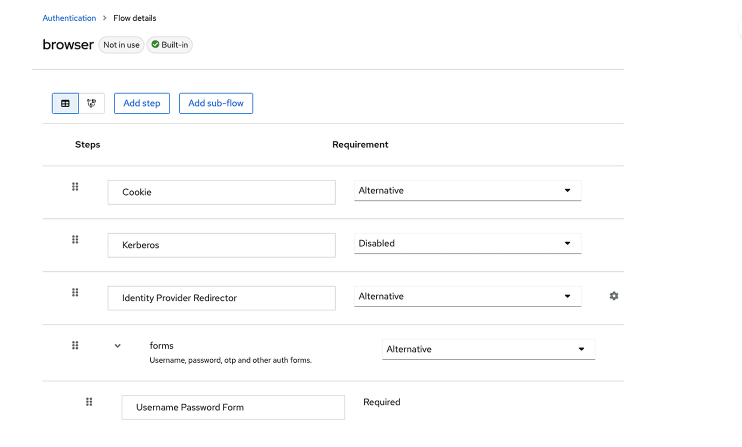 Authentication > Flow details
browser Not in use Built-in
Add step Add sub-flow
Steps Requirement
Cookie Alternative
Kerberos Disabled
Identity Provider Redirector Alternative
forms Alternative
Username, password, otp and other auth forms.
Username Password Form Required